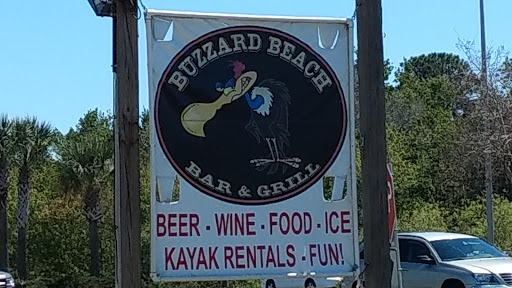 BUZZARD BEACH
BAR & GRILL
BEER - WINE - FOOD - ICE
KAYAK RENTALS - FUN!